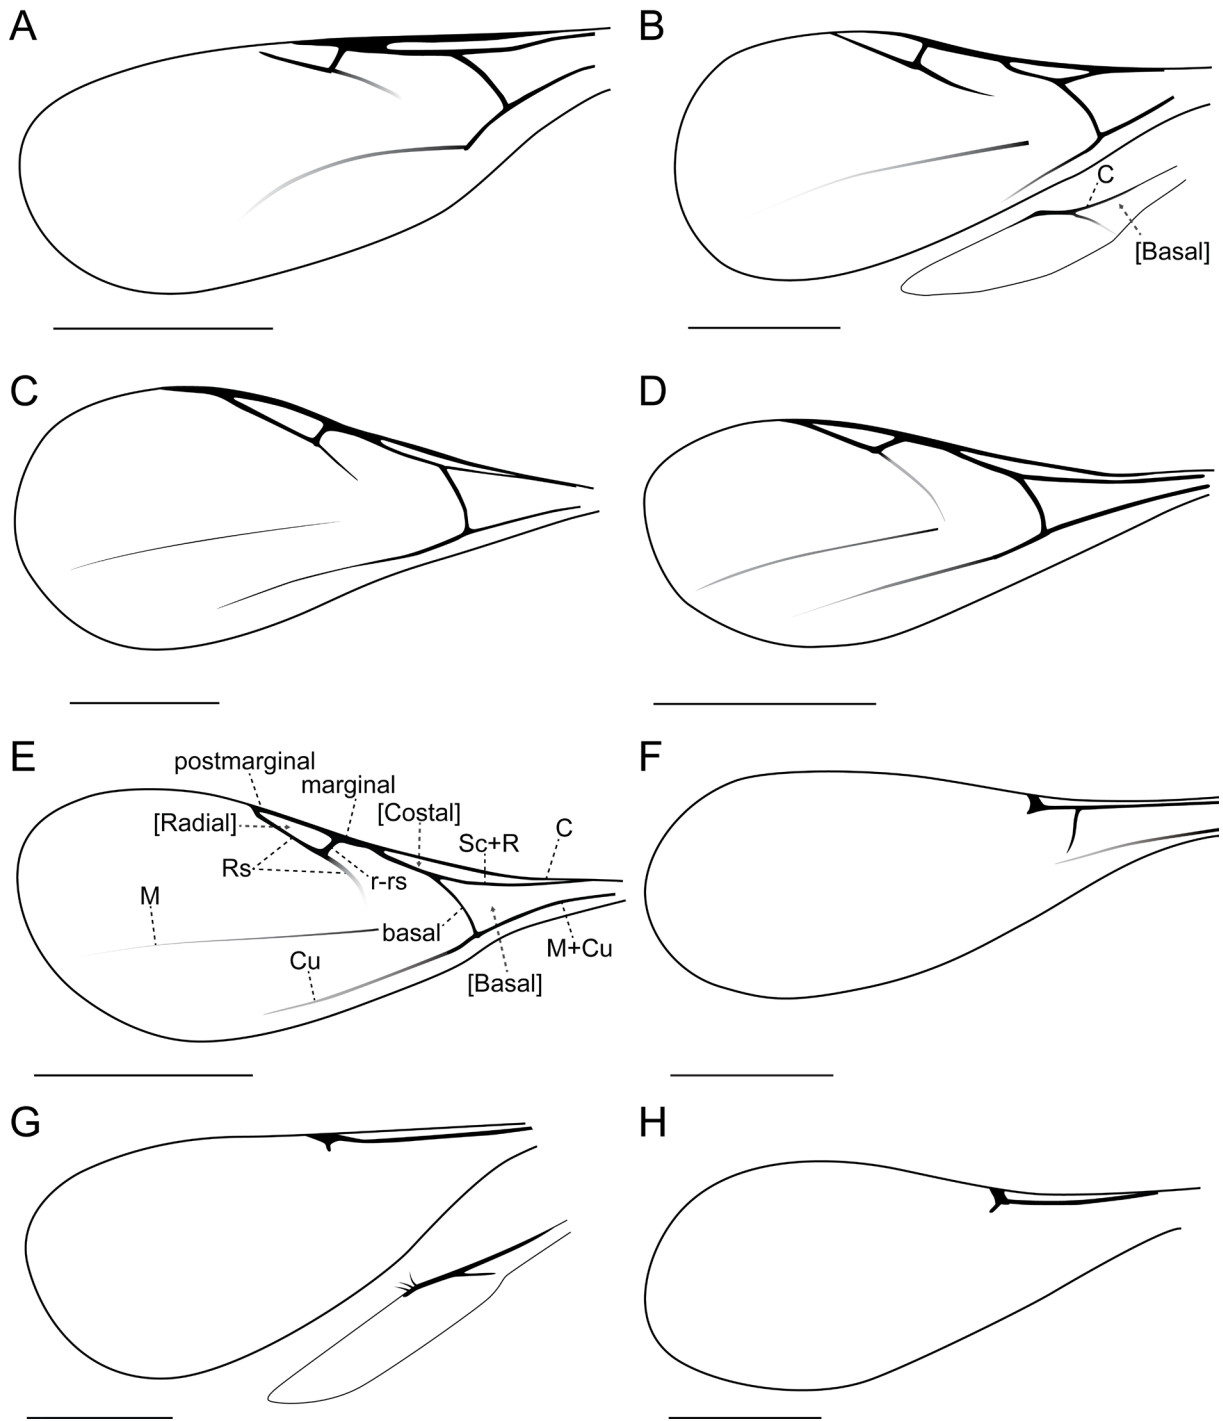 A
B
C
[Basal]
C
D
E
postmarginal
marginal
[Radial]
[Costal]
Sc+R
C
Rs
r-rs
M
basal
M+Cu
Cu
[Basal]
F
G
H